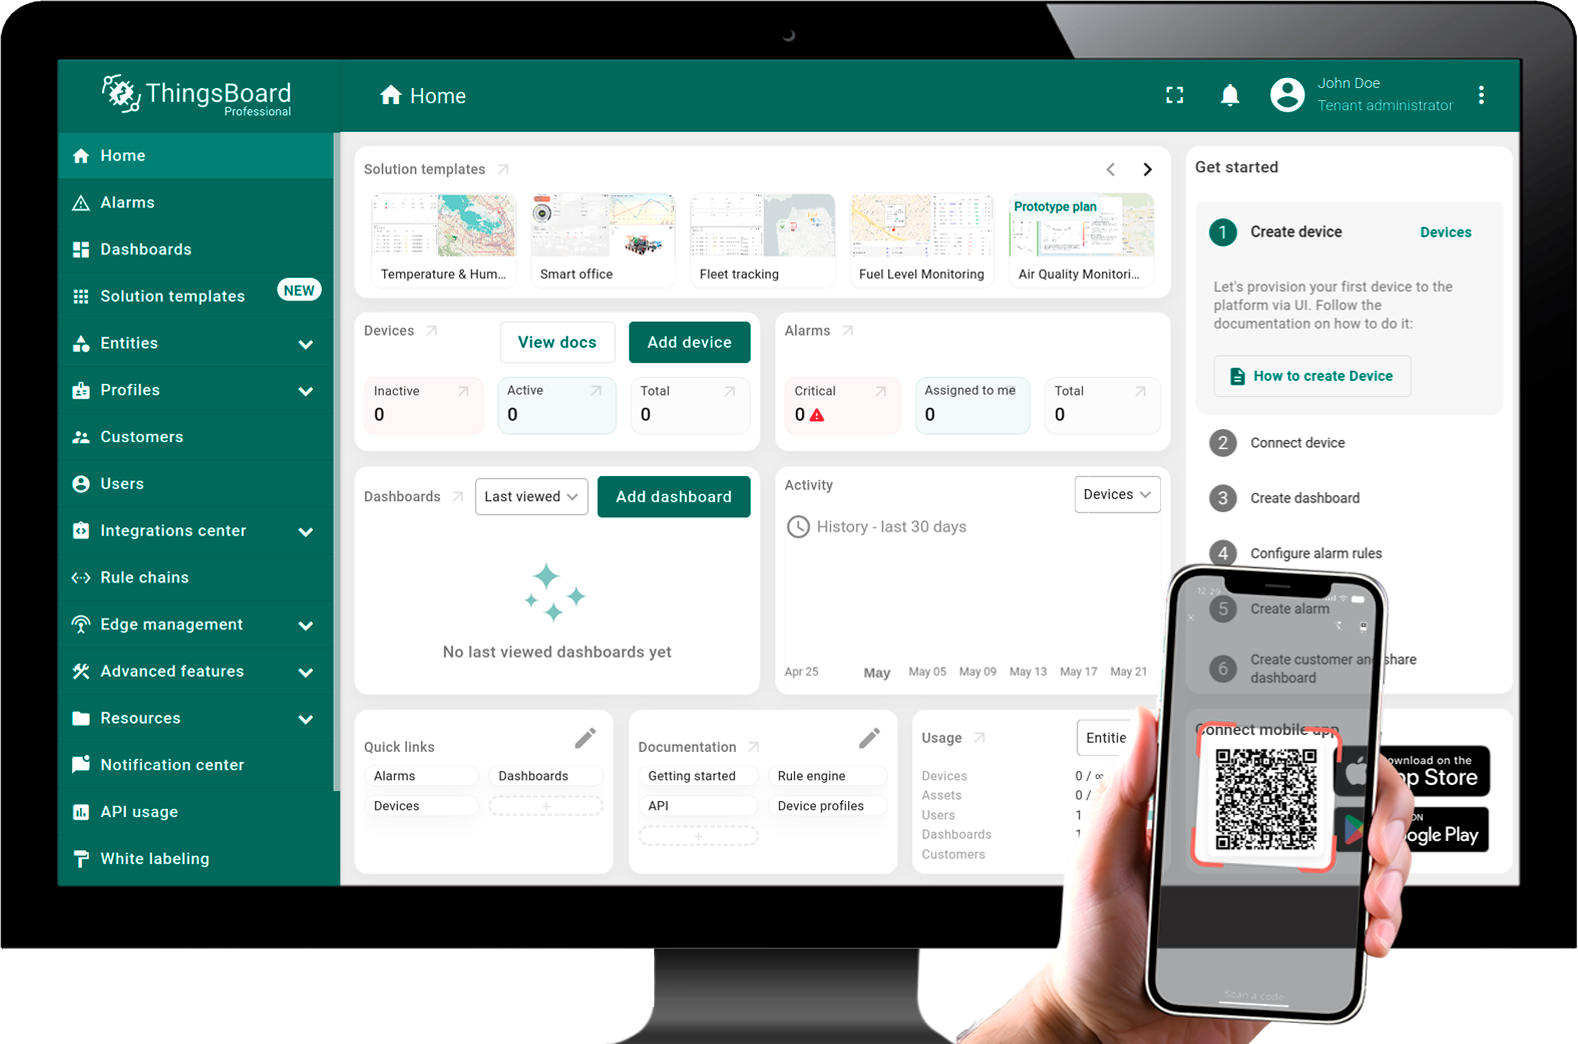 ThingsBoard
Professional
Home
John Doe
Tenant administrator
Home
Alarms
Dashboards
Solution templates
NEW
Entities
Profiles
Customers
Users
Integrations center
Rule chains
Edge management
Advanced features
Resources
Notification center
API usage
White labeling
Solution templates
Temperature & Hum...
Smart office
Fleet tracking
Fuel Level Monitoring
Prototype plan
Air Quality Monitori...
Devices
View docs
Add device
Inactive
0
Active
0
Total
0
Alarms
Critical
0
Assigned to me
0
Total
0
Dashboards
Last viewed
Add dashboard
No last viewed dashboards yet
Activity
Devices
History - last 30 days
Apr 25 May May 05 May 09 May 13 May 17 May 21
Quick links
Alarms
Dashboards
Devices
+
Documentation
Getting started
Rule engine
API
Device profiles
+
Usage
Entitie
Devices 0 / ∞
Assets 0 /
Users 1
Dashboards 1
Customers
Get started
1 Create device
Devices
Let's provision your first device to the
platform via UI. Follow the
documentation on how to do it:
How to create Device
2 Connect device
3 Create dashboard
4 Configure alarm rules
12:29
5 Create alarm
6 Create customer and share
dashboard
Connect mobile app
ownload on the
pp Store
ON
ogle Play
Scan a code